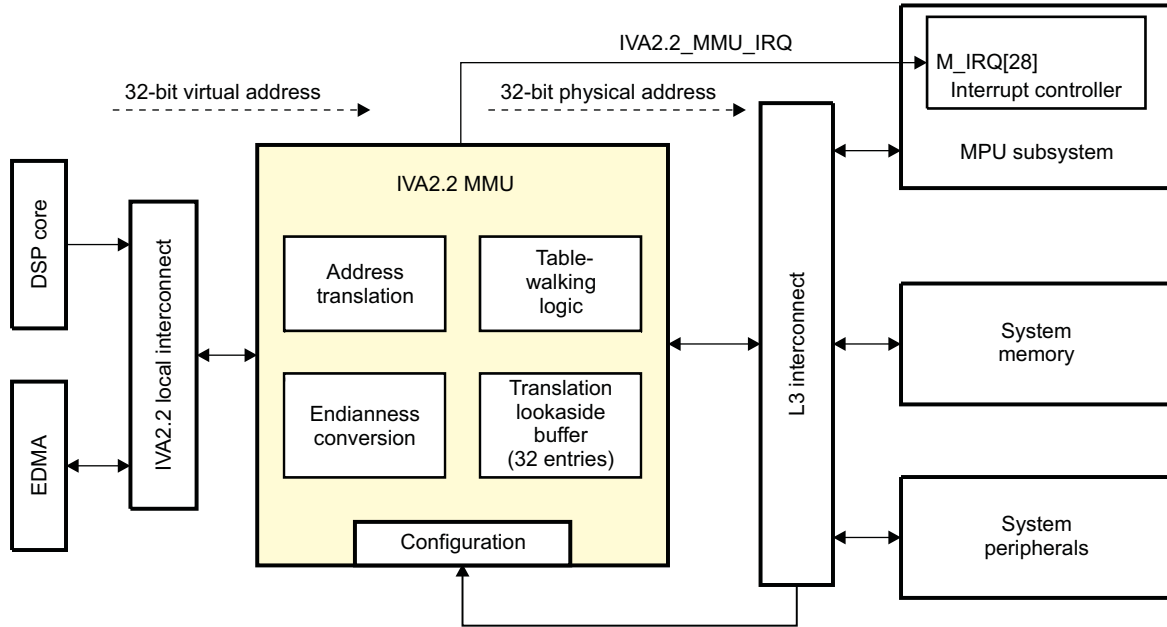 IVA2.2_MMU_IRQ
M_IRQ[28]
Interrupt controller
MPU subsystem
32-bit virtual address
32-bit physical address
DSP core
EDMA
IVA2.2 local interconnect
IVA2.2 MMU
Address
translation
Table-
walking
logic
Endianness
conversion
Translation
lookaside
buffer
(32 entries)
Configuration
L3 interconnect
System
memory
System
peripherals